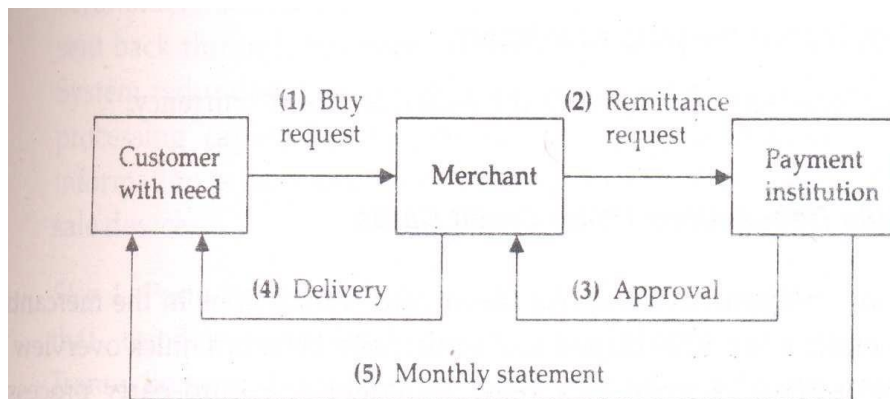 (1) Buy
request
(2) Remittance
request
Customer
with need
Merchant
Payment
institution
(4) Delivery
(3) Approval
(5) Monthly statement